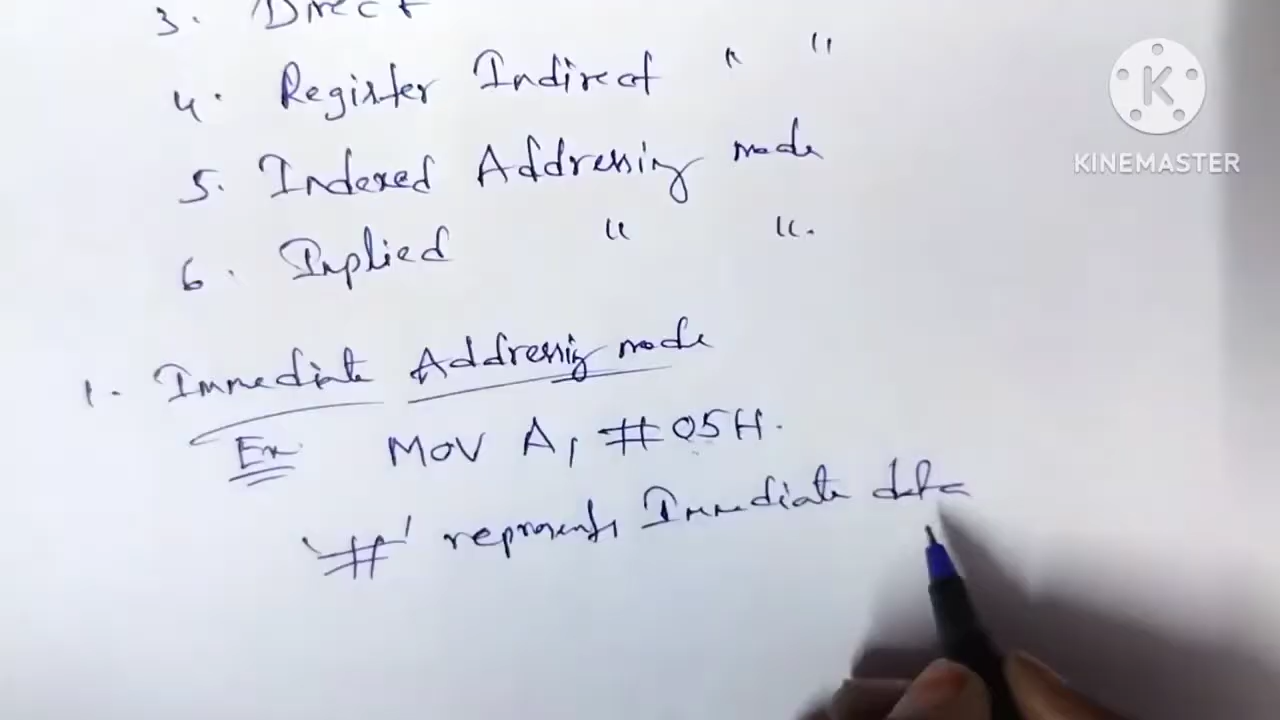 3. Direct
4. Register Indirect " "
5. Indexed Addressing mode
6. Implied " ".
1. Immediate Addressing mode
Ex MOV A, #05H.
'#' represents Immediate data
K
KINEMASTER